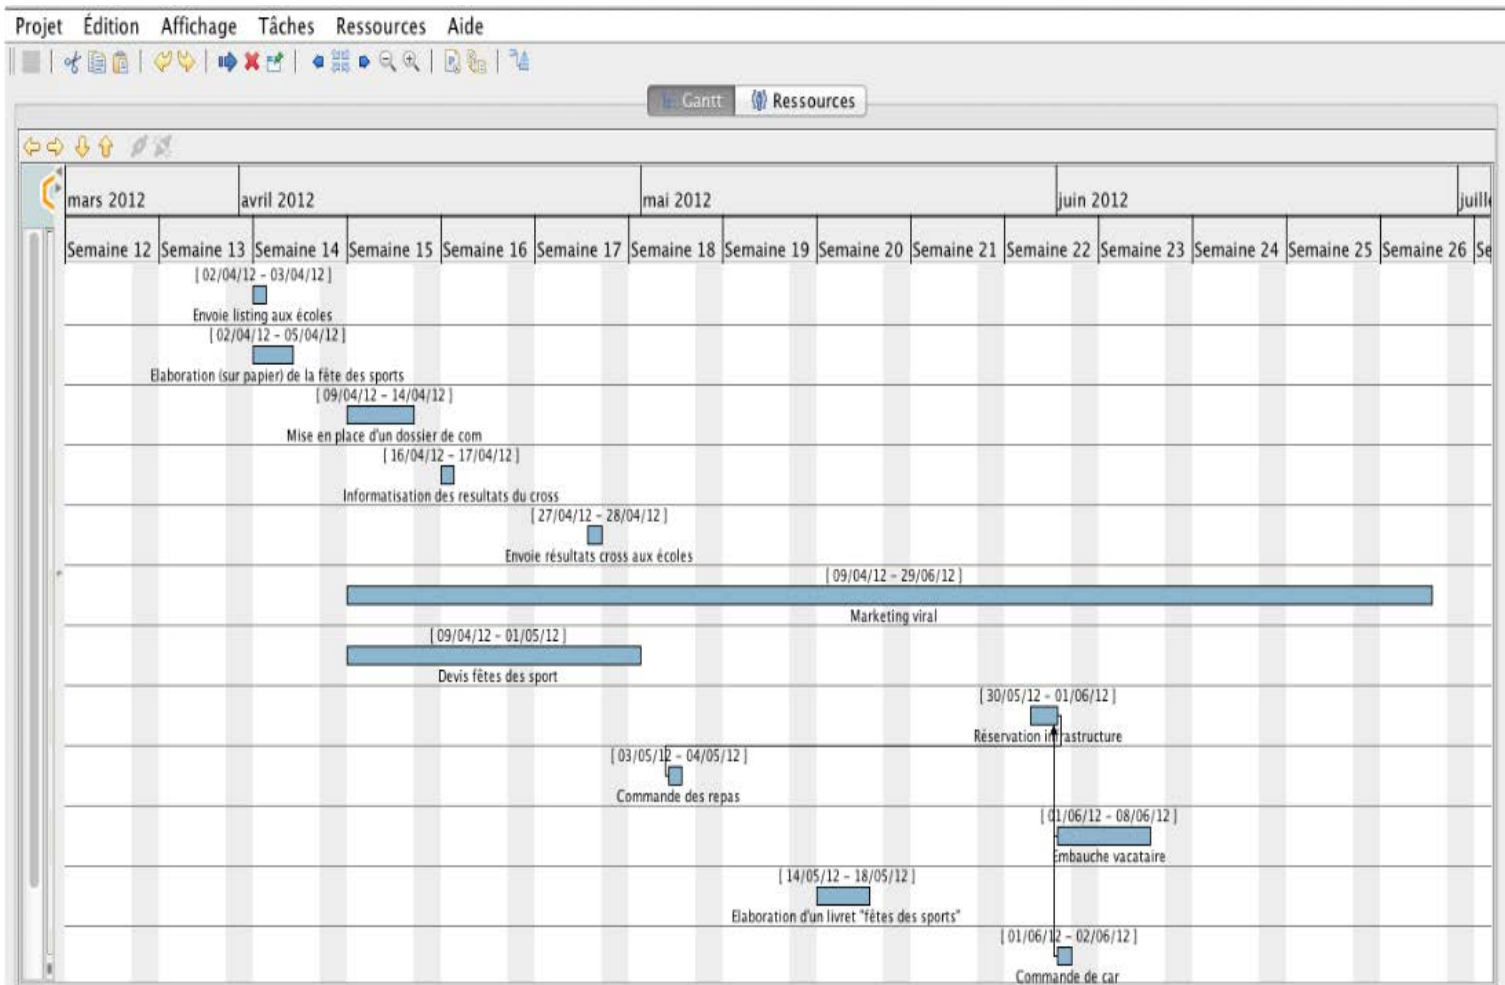 Projet Édition Affichage Tâches Ressources Aide
Gantt Ressources
mars 2012 avril 2012 mai 2012 juin 2012 juille
Semaine 12 Semaine 13 Semaine 14 Semaine 15 Semaine 16 Semaine 17 Semaine 18 Semaine 19 Semaine 20 Semaine 21 Semaine 22 Semaine 23 Semaine 24 Semaine 25 Semaine 26 Se
[ 02/04/12 - 03/04/12 ]
Envoie listing aux écoles
[ 02/04/12 - 05/04/12 ]
Elaboration (sur papier) de la fête des sports
[ 09/04/12 - 14/04/12 ]
Mise en place d'un dossier de com
[ 16/04/12 - 17/04/12 ]
Informatisation des resultats du cross
[ 27/04/12 - 28/04/12 ]
Envoie résultats cross aux écoles
[ 09/04/12 - 29/06/12 ]
Marketing viral
[ 09/04/12 - 01/05/12 ]
Devis fêtes des sport
[ 30/05/12 - 01/06/12 ]
Réservation infrastructure
[ 03/05/12 - 04/05/12 ]
Commande des repas
[ 01/06/12 - 08/06/12 ]
Embauche vacataire
[ 14/05/12 - 18/05/12 ]
Elaboration d'un livret "fêtes des sports"
[ 01/06/12 - 02/06/12 ]
Commande de car